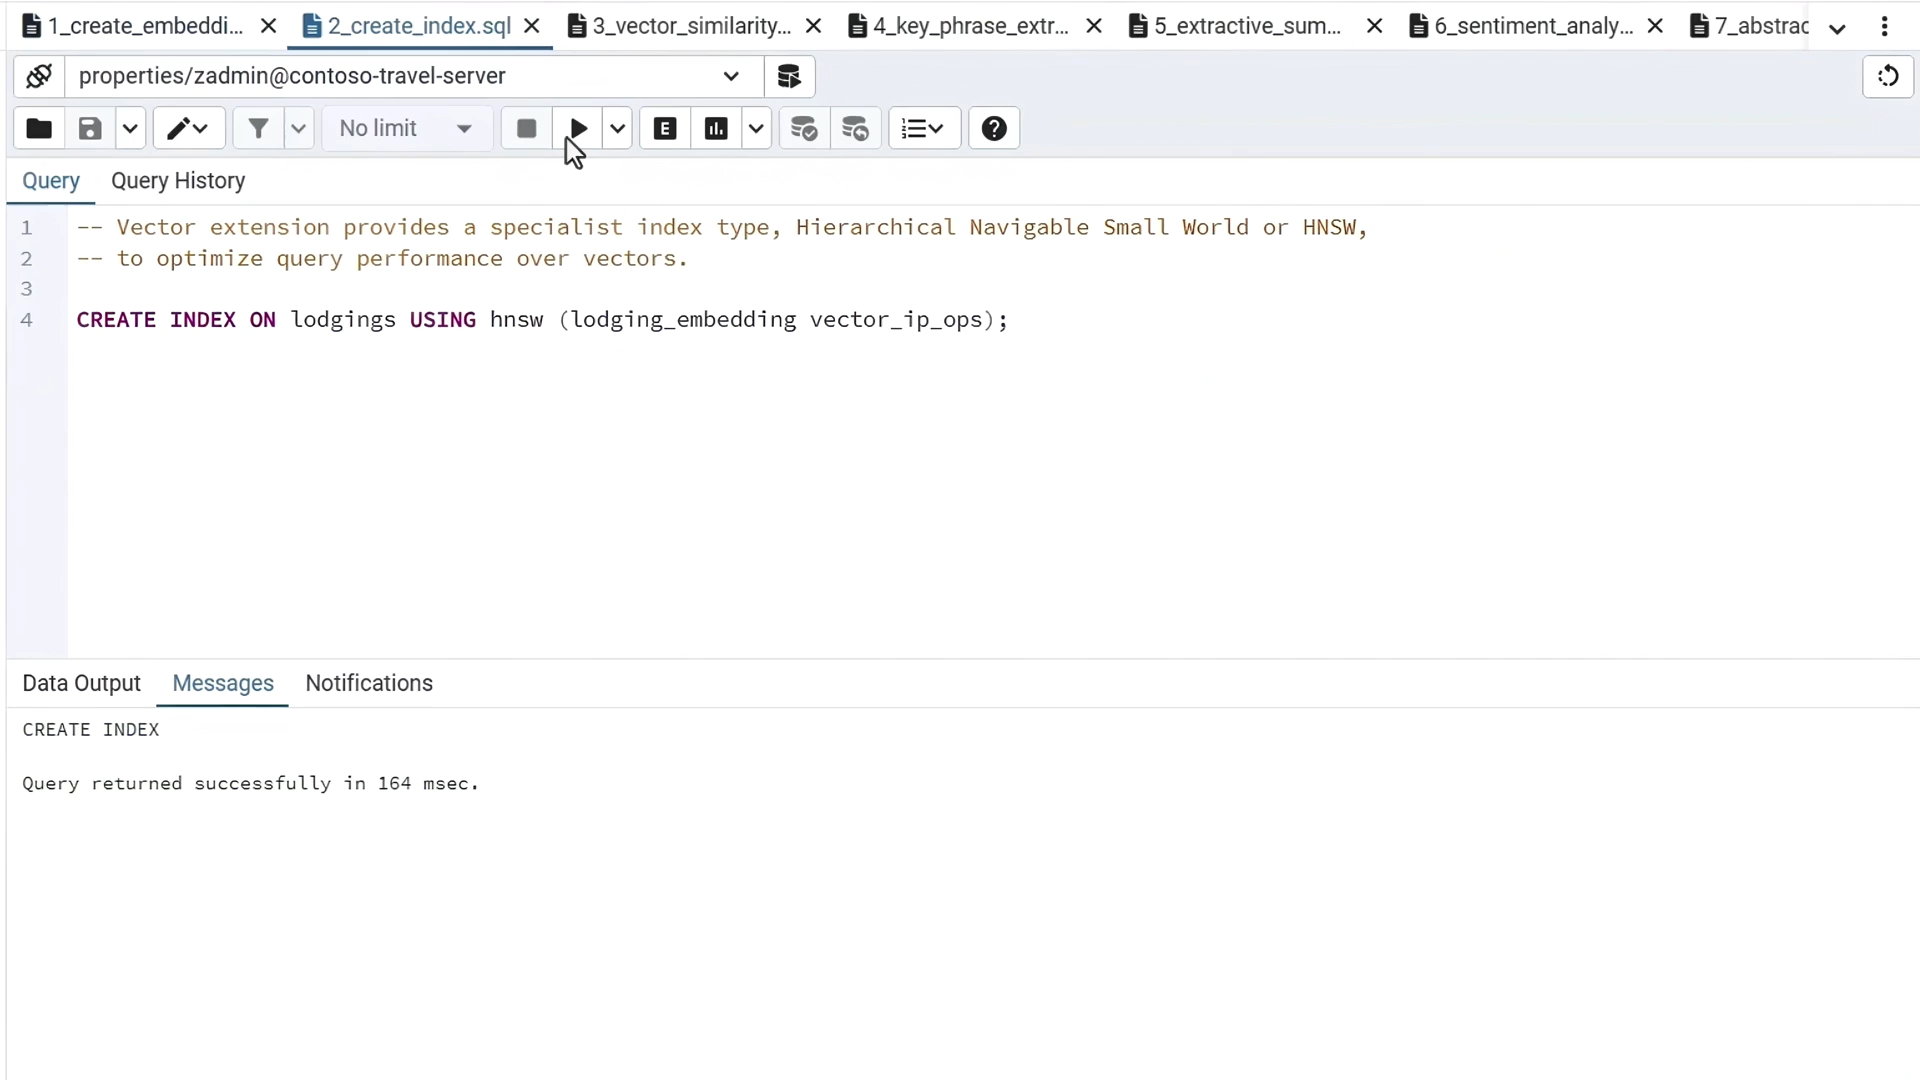 1_create_embeddi... 2_create_index.sql 3_vector_similarity... 4_key_phrase_extr... 5_extractive_sum... 6_sentiment_analy... 7_abstrac
properties/zadmin@contoso-travel-server
No limit E ?
Query Query History
1 -- Vector extension provides a specialist index type, Hierarchical Navigable Small World or HNSW,
2 -- to optimize query performance over vectors.
3
4 CREATE INDEX ON lodgings USING hnsw (lodging_embedding vector_ip_ops);
Data Output Messages Notifications
CREATE INDEX
Query returned successfully in 164 msec.